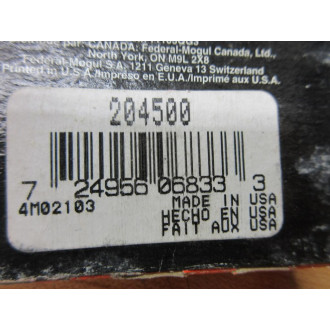 par: CANADA: Federal-Mogul Canada, Ltd.,
North York, ON M9L 2X8
Federal-Mogul S.A. 1211 Geneva 13 Switzerland
Printed in U.S.A./Impreso en E.U.A./Imprimé aux U.S.A.
204500
7 24956 06833 3
4M02103
MADE IN USA
HECHO EN USA
FAIT AUX USA